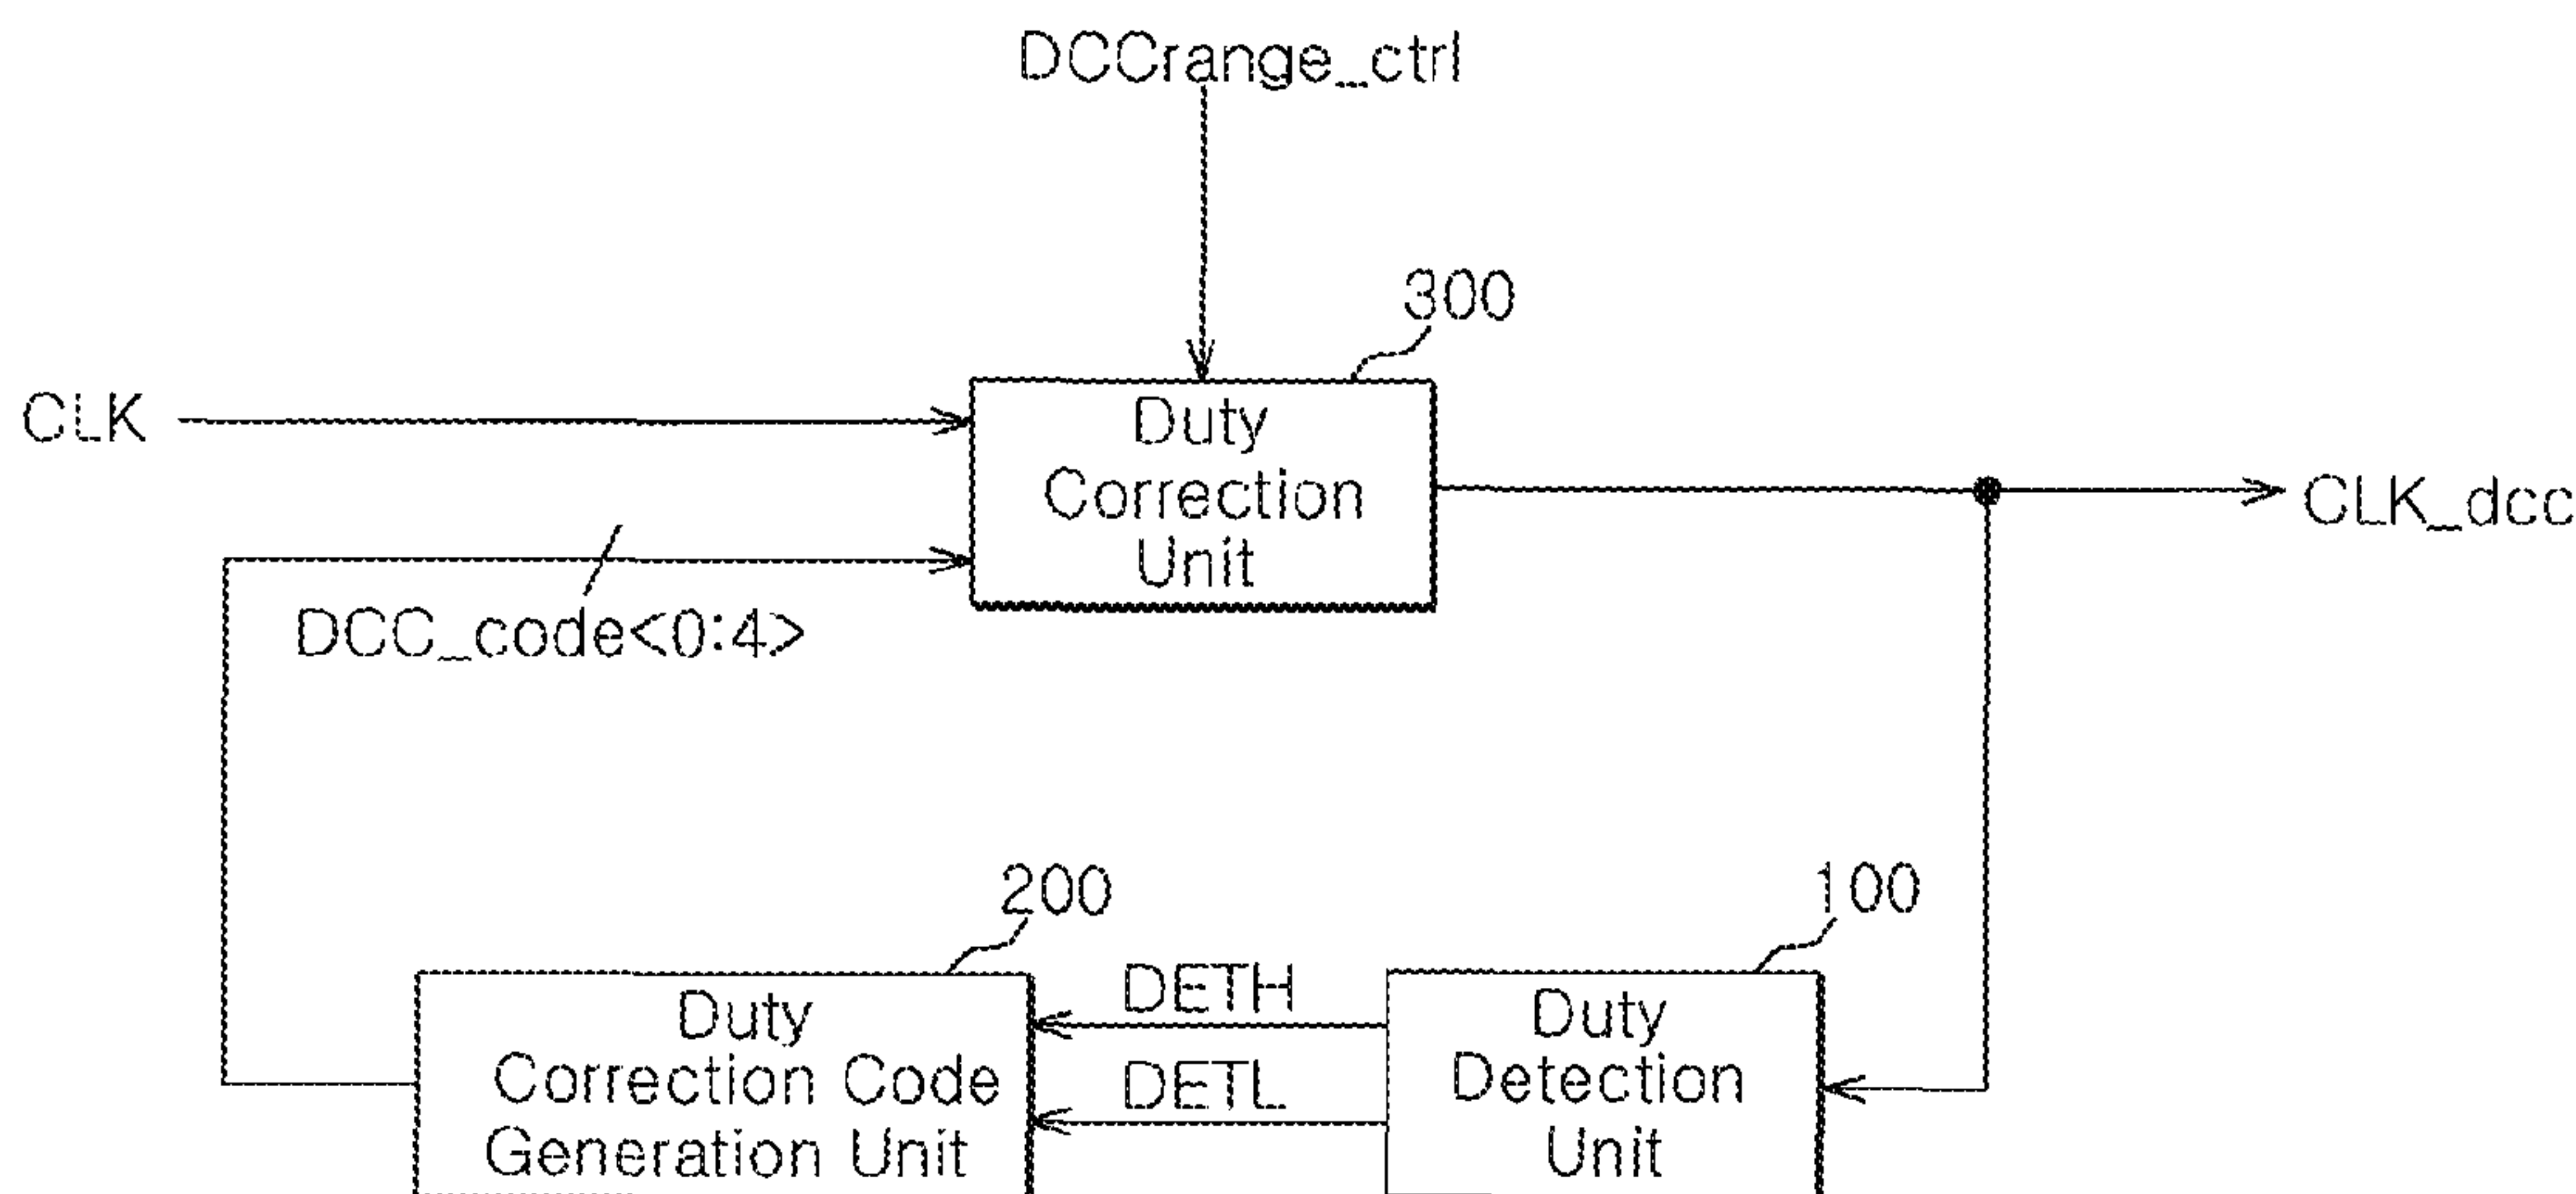 DCCrange_ctrl
300
CLK
Duty
Correction
Unit
CLK_dcc
DCC_code<0:4>
200
100
Duty
Correction Code
Generation Unit
DETH
DETL
Duty
Detection
Unit